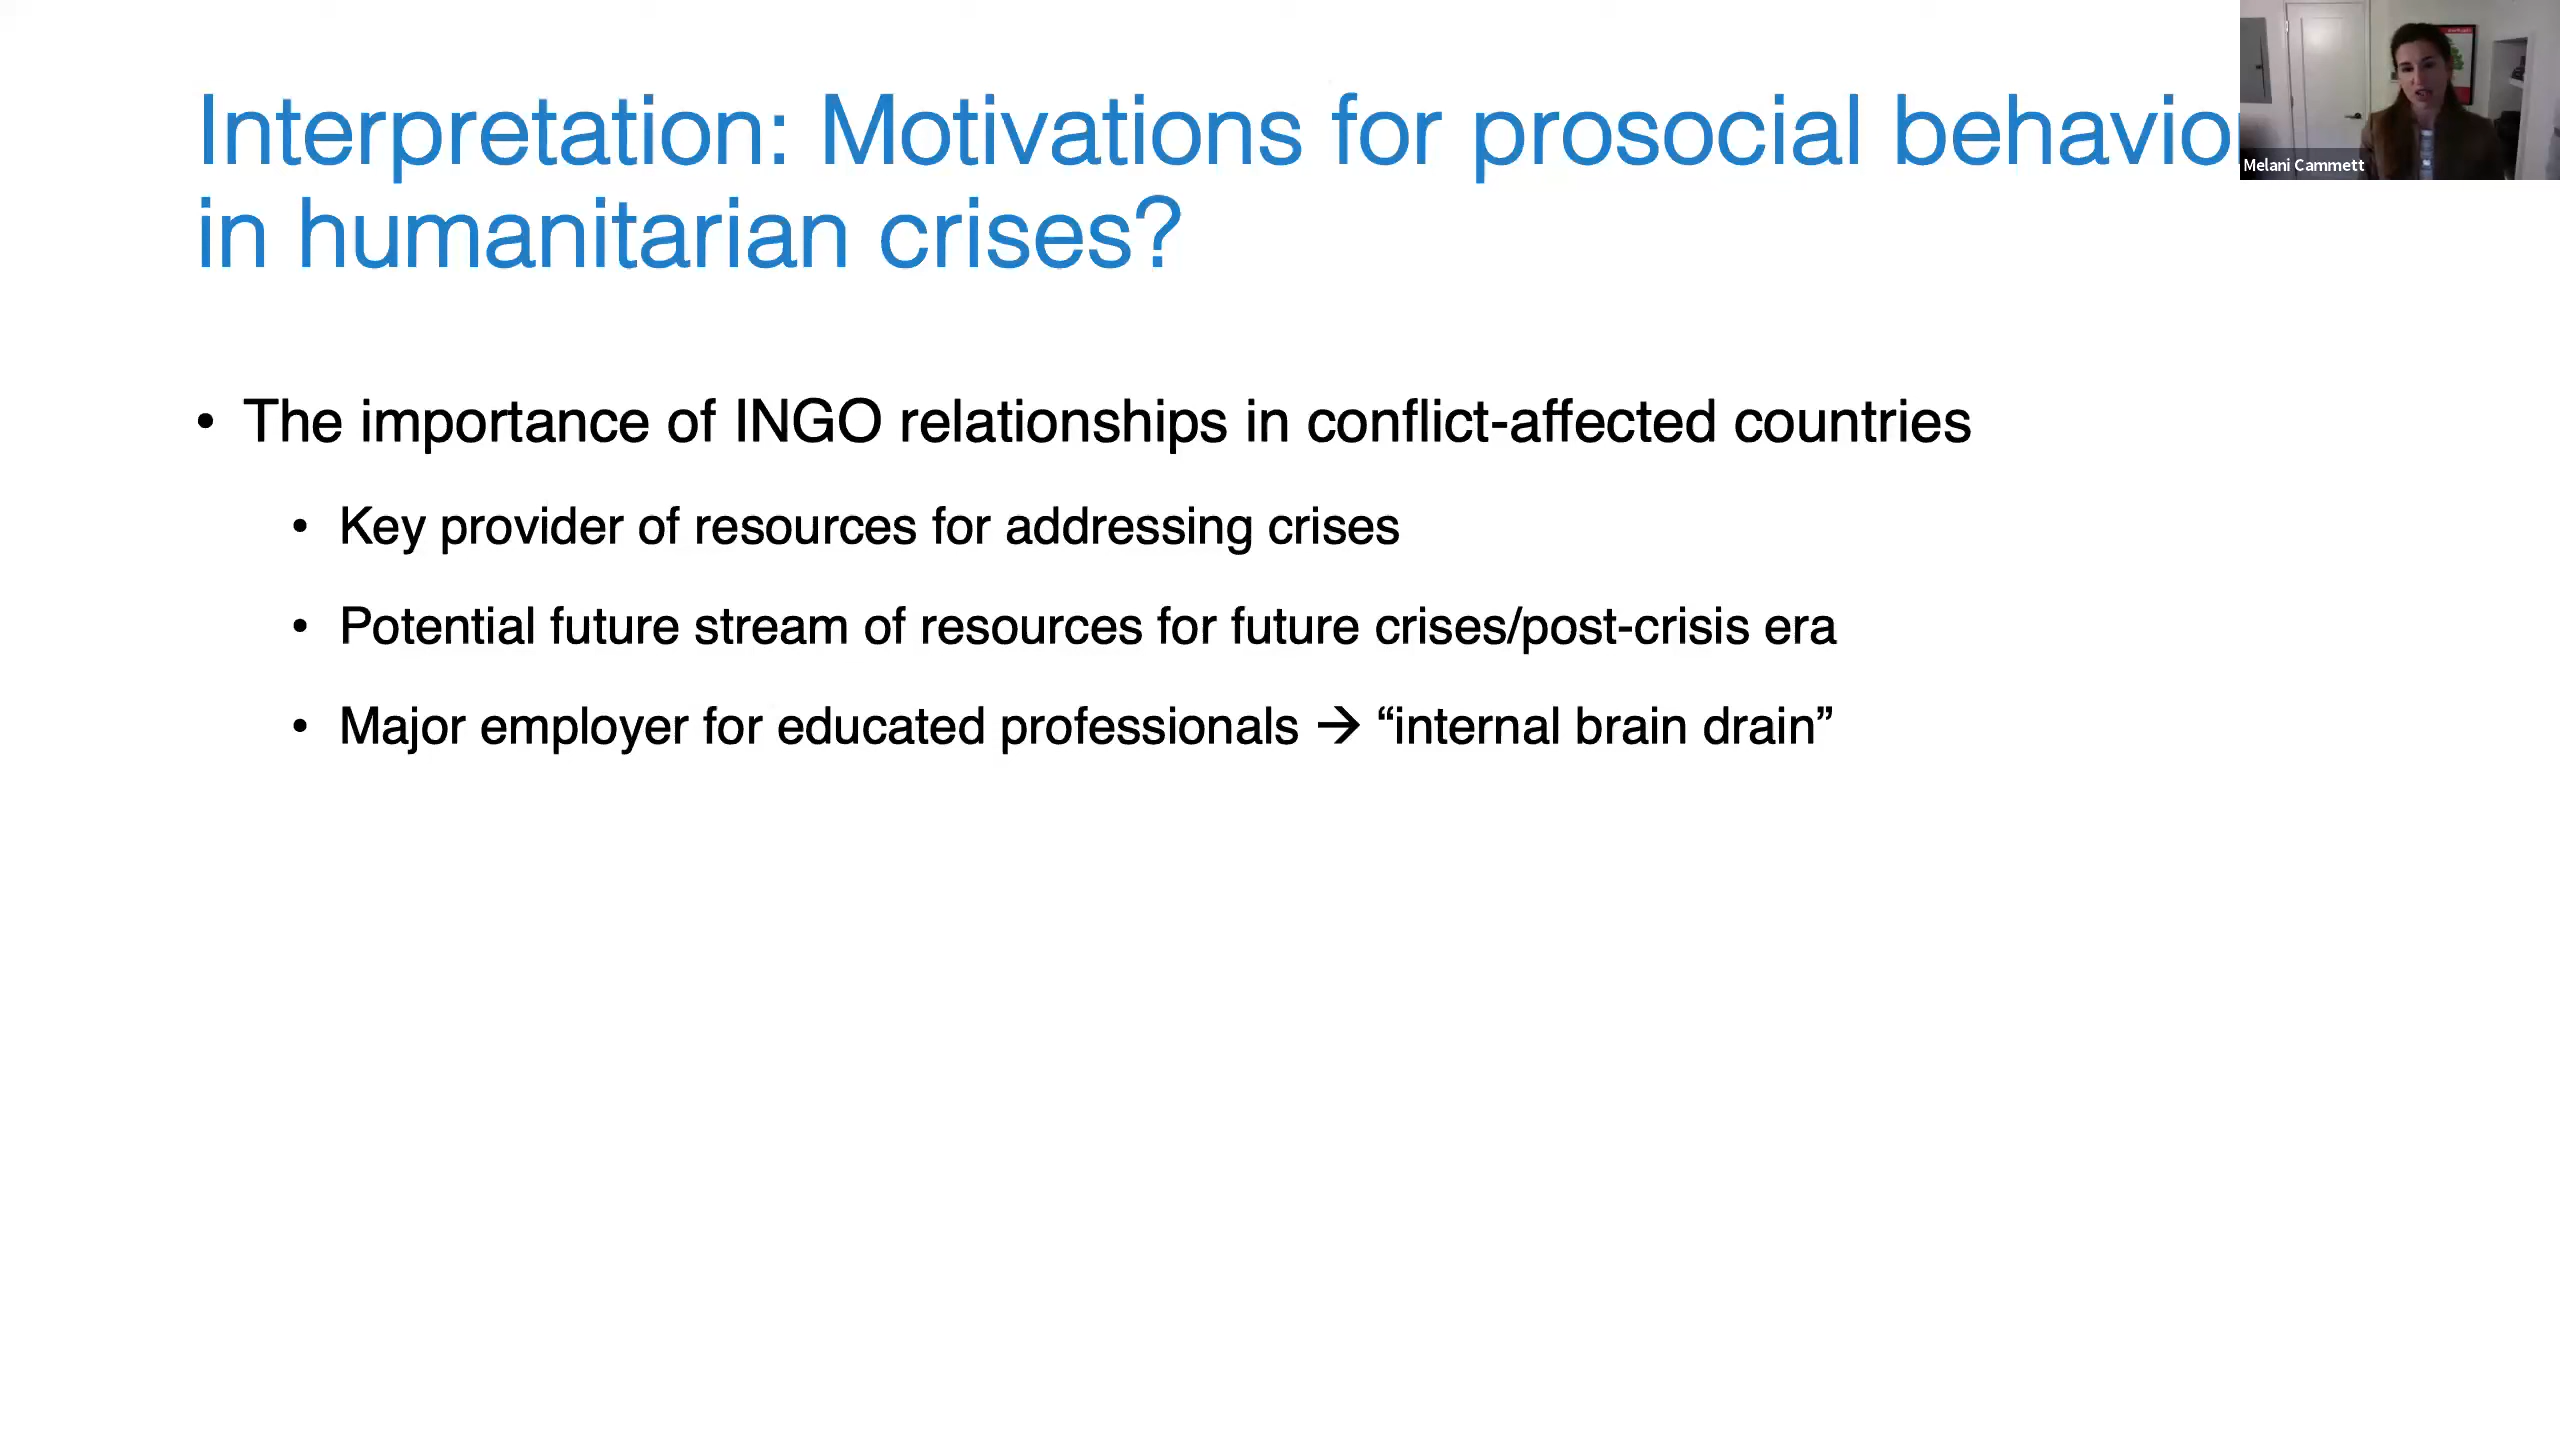 Interpretation: Motivations for prosocial behavio
in humanitarian crises?
Melani Cammett
• The importance of INGO relationships in conflict-affected countries
• Key provider of resources for addressing crises
• Potential future stream of resources for future crises/post-crisis era
• Major employer for educated professionals → “internal brain drain”